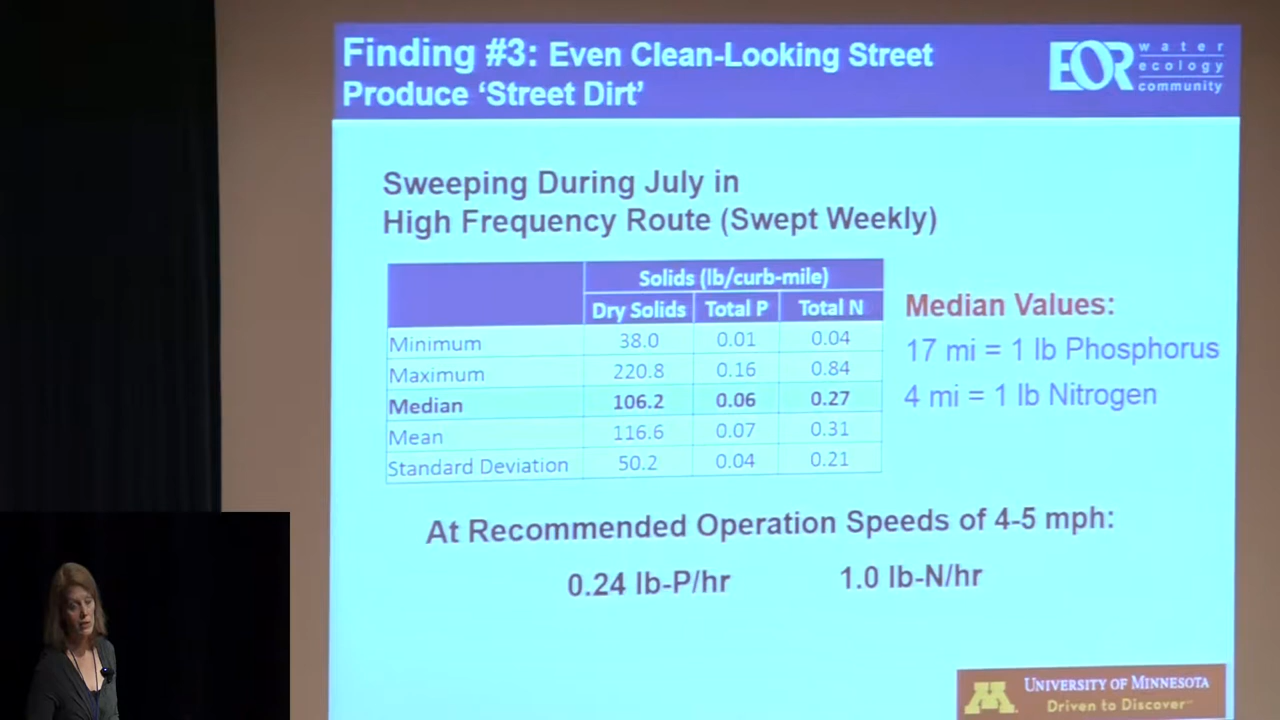 Finding #3: Even Clean-Looking Street
Produce ‘Street Dirt’
EOR
water
ecology
community
Sweeping During July in
High Frequency Route (Swept Weekly)
Solids (lb/curb-mile)
Dry Solids Total P Total N
Minimum 38.0 0.01 0.04
Maximum 220.8 0.16 0.84
Median 106.2 0.06 0.27
Mean 116.6 0.07 0.31
Standard Deviation 50.2 0.04 0.21
Median Values:
17 mi = 1 lb Phosphorus
4 mi = 1 lb Nitrogen
At Recommended Operation Speeds of 4-5 mph:
0.24 lb-P/hr 1.0 lb-N/hr
M
UNIVERSITY OF MINNESOTA
Driven to Discover